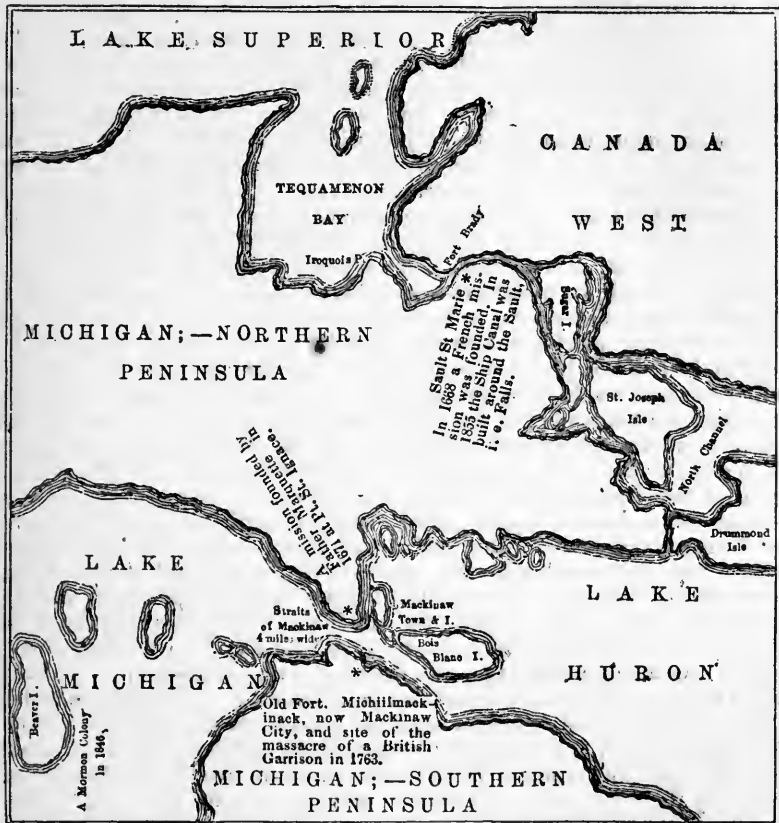 LAKE SUPERIOR
CANADA
WEST
TEQUAMENON
BAY
Iroquois P.
Fort Brady
Sugar I.
MICHIGAN;—NORTHERN
PENINSULA
Sault St. Marie *
In 1668 a French mis-
sion was founded. In
1855 the Ship Canal was
built around the Sault,
i. e. Falls.
St. Joseph
Isle
North Channel
Drummond
Isle
A mission founded by
Father Marquette in
1671 at Pt. St. Ignace.
LAKE
MICHIGAN
Straits
of Mackinaw
4 miles wide
*
Mackinaw
Town & I.
Bois
Blanc I.
LAKE
HURON
*
Beaver I.
A Mormon Colony
in 1846,
Old Fort. Michillmack-
inack, now Mackinaw
City, and site of the
massacre of a British
Garrison in 1763.
MICHIGAN;—SOUTHERN
PENINSULA